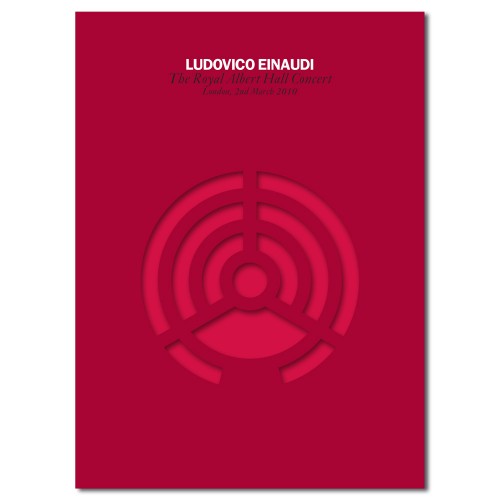 LUDOVICO EINAUDI
The Royal Albert Hall Concert
London, 2nd March 2010